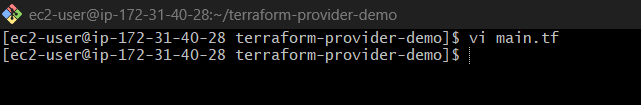 ec2-user@ip-172-31-40-28:~/terraform-provider-demo
[ec2-user@ip-172-31-40-28 terraform-provider-demo]$ vi main.tf
[ec2-user@ip-172-31-40-28 terraform-provider-demo]$